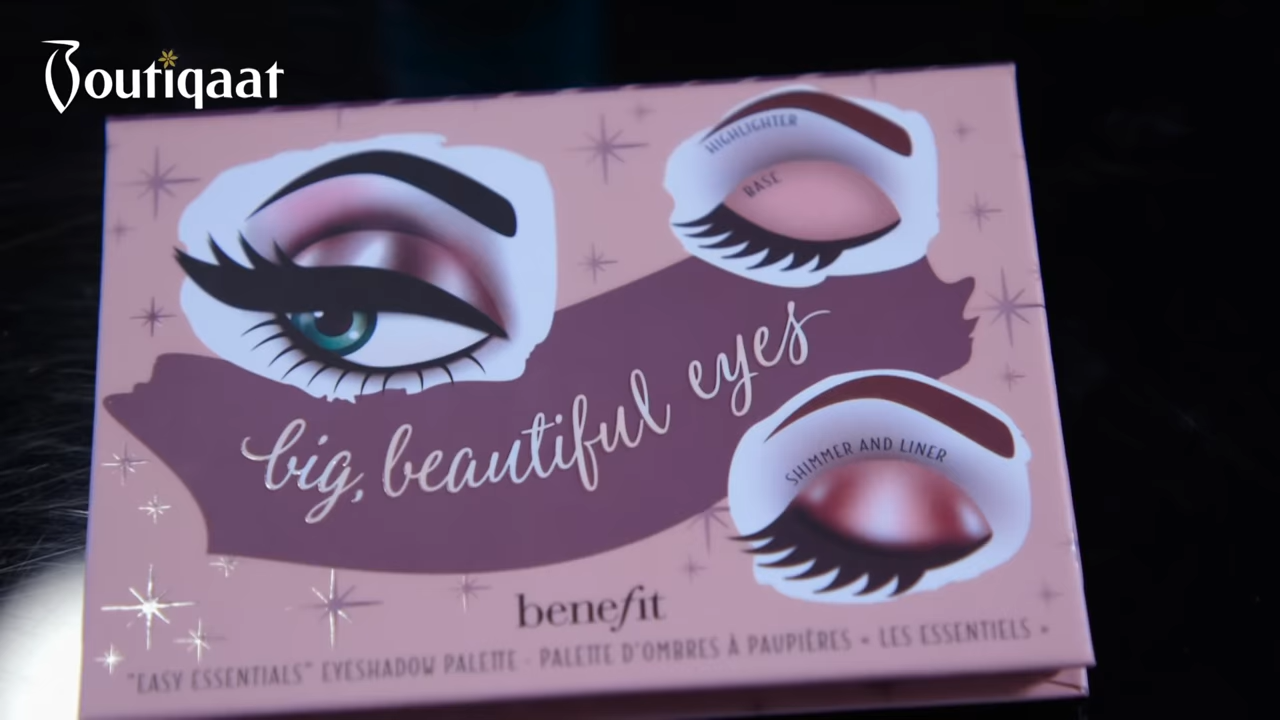 Boutiqaat
HIGHLIGHTER
BASE
big, beautiful eyes
SHIMMER AND LINER
benefit
"EASY ESSENTIALS" EYESHADOW PALETTE · PALETTE D'OMBRES À PAUPIÈRES « LES ESSENTIELS »